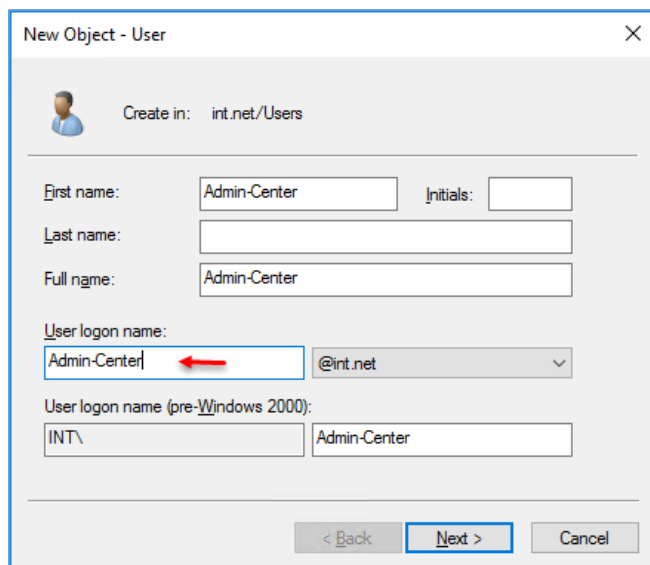 New Object - User
Create in: int.net/Users
First name: Admin-Center Initials:
Last name:
Full name: Admin-Center
User logon name:
Admin-Center @int.net
User logon name (pre-Windows 2000):
INT\ Admin-Center
< Back Next > Cancel